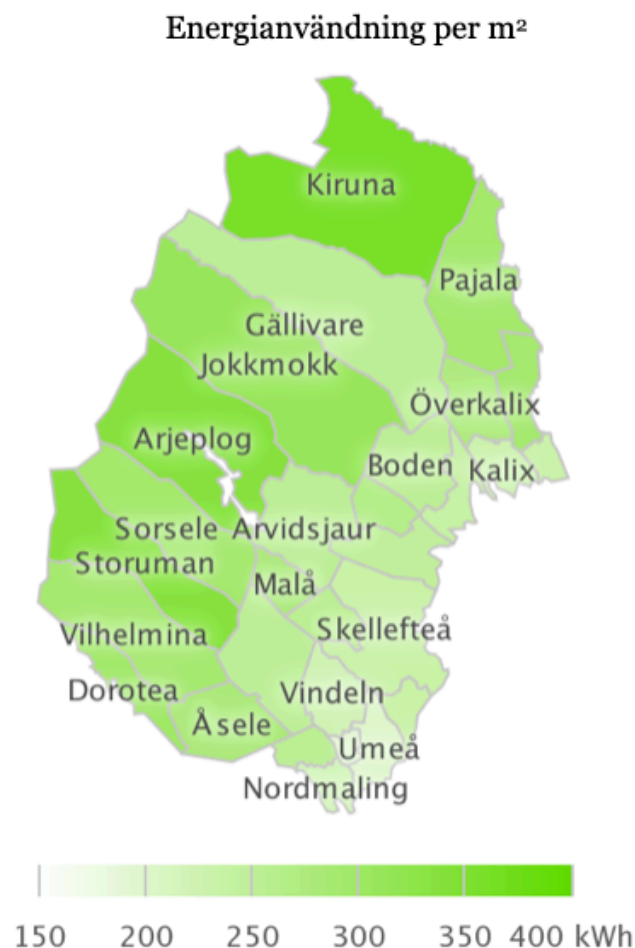 Energianvändning per m²
Kiruna
Pajala
Gällivare
Jokkmokk
Överkalix
Arjeplog
Boden Kalix
Sorsele Arvidsjaur
Storuman
Malå
Vilhelmina
Skellefteå
Dorotea
Vindeln
Åsele
Umeå
Nordmaling
150 200 250 300 350 400 kWh